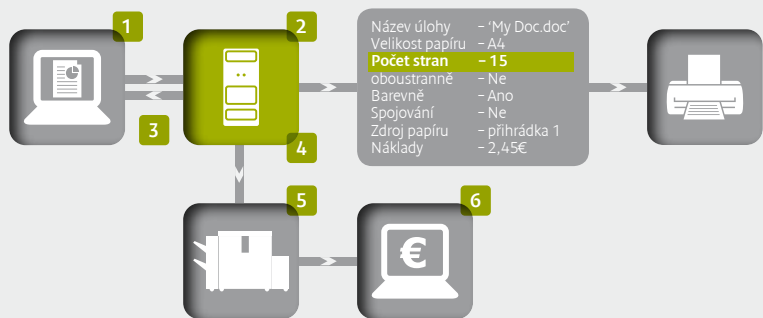 1
2
Název úlohy – ‘My Doc.doc’
Velikost papíru – A4
Počet stran – 15
oboustranně – Ne
Barevně – Ano
Spojování – Ne
Zdroj papíru – přihrádka 1
Náklady – 2,45€
3
4
5
6
€